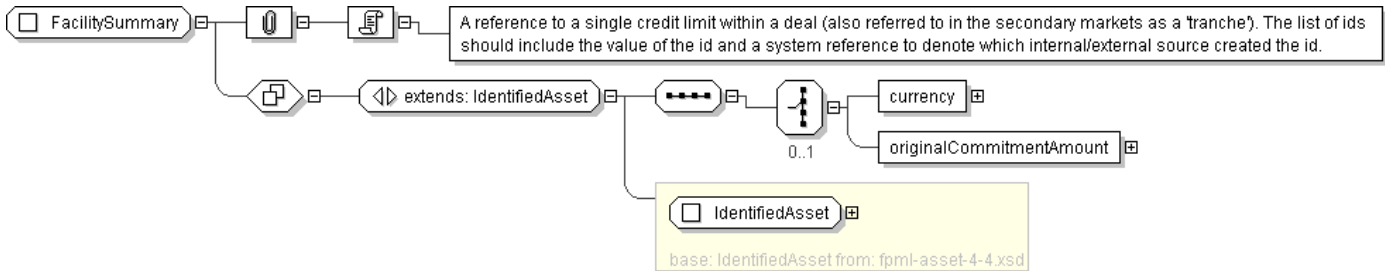 FacilitySummary
A reference to a single credit limit within a deal (also referred to in the secondary markets as a 'tranche'). The list of ids
should include the value of the id and a system reference to denote which internal/external source created the id.
extends: IdentifiedAsset
currency
0..1
originalCommitmentAmount
IdentifiedAsset
base: IdentifiedAsset from: fpml-asset-4-4.xsd